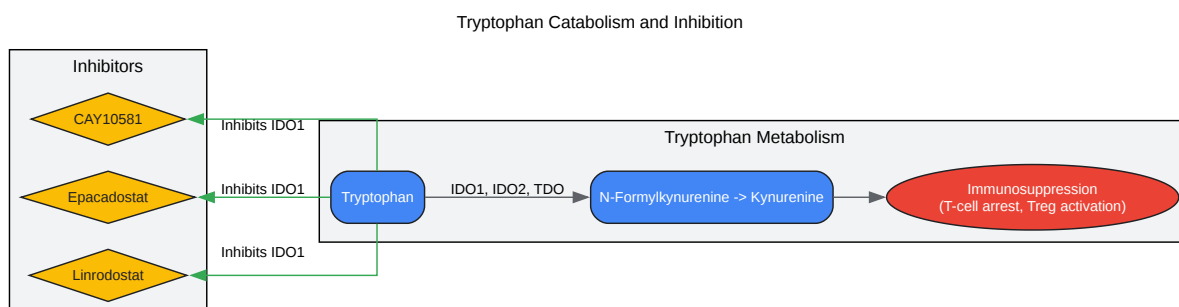 Tryptophan Catabolism and Inhibition
Inhibitors
CAY10581
Inhibits IDO1
Epacadostat
Inhibits IDO1
Linrodostat
Inhibits IDO1
Tryptophan Metabolism
Tryptophan
IDO1, IDO2, TDO
N-Formylkynurenine -> Kynurenine
Immunosuppression
(T-cell arrest, Treg activation)